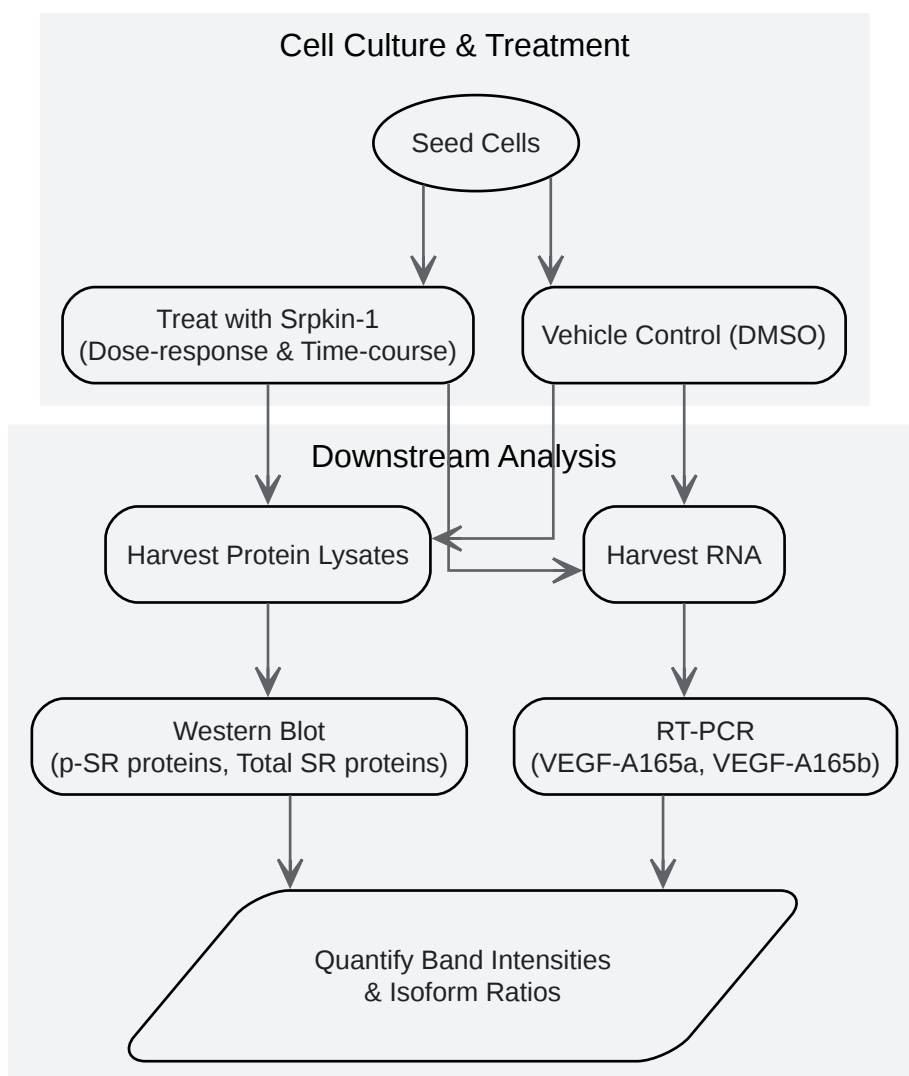 Cell Culture & Treatment
Seed Cells
Treat with Srpkin-1
(Dose-response & Time-course)
Vehicle Control (DMSO)
Downstream Analysis
Harvest Protein Lysates
Harvest RNA
Western Blot
(p-SR proteins, Total SR proteins)
RT-PCR
(VEGF-A165a, VEGF-A165b)
Quantify Band Intensities
& Isoform Ratios